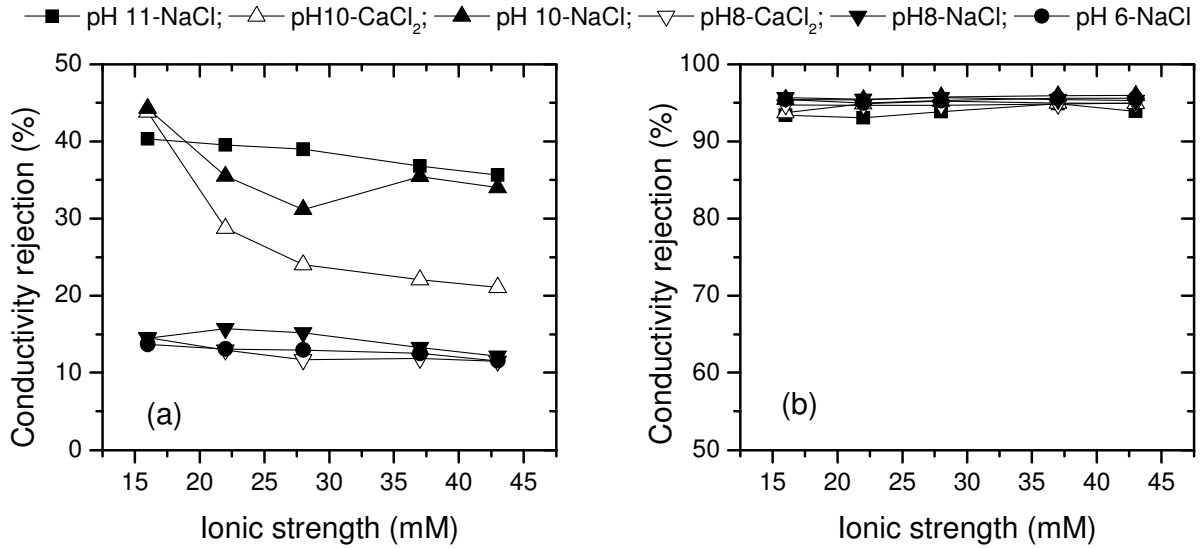 pH 11-NaCl; pH10-CaCl₂; pH 10-NaCl; pH8-CaCl₂; pH8-NaCl; pH 6-NaCl
Conductivity rejection (%)
50
40
30
20
10
0
(a)
15 20 25 30 35 40 45
Ionic strength (mM)
Conductivity rejection (%)
100
90
80
70
60
50
(b)
15 20 25 30 35 40 45
Ionic strength (mM)